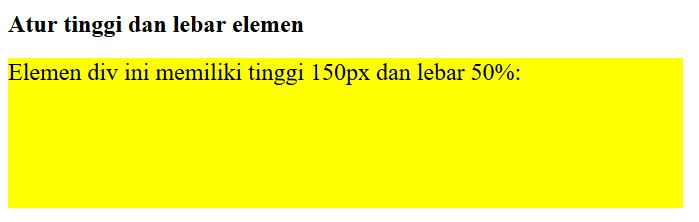 Atur tinggi dan lebar elemen
Elemen div ini memiliki tinggi 150px dan lebar 50%: